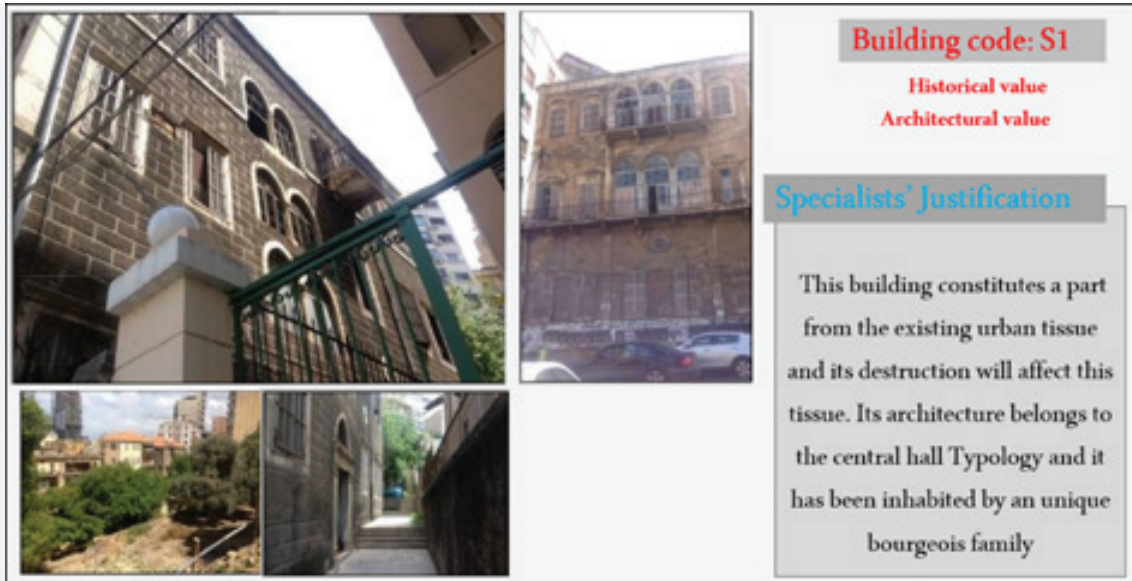 Building code: S1
Historical value
Architectural value
Specialists' Justification
This building constitutes a part
from the existing urban tissue
and its destruction will affect this
tissue. Its architecture belongs to
the central hall Typology and it
has been inhabited by an unique
bourgeois family